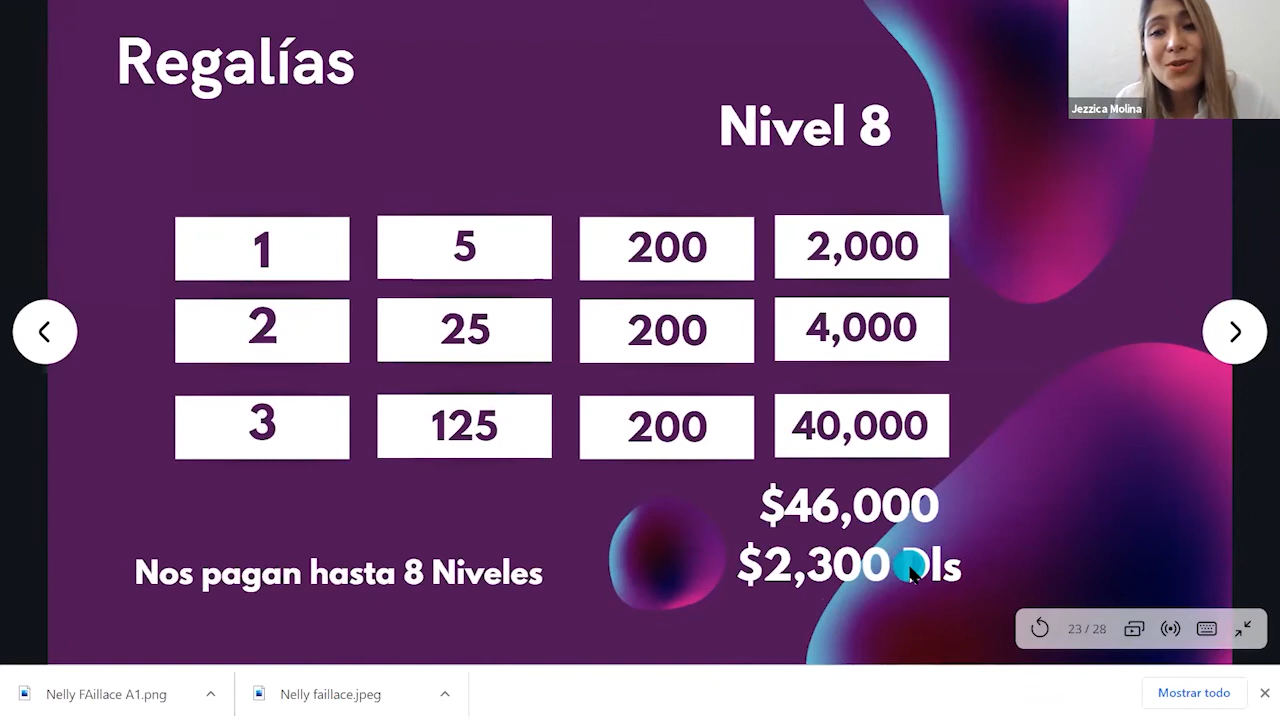 Regalías
Jezzica Molina
Nivel 8
1 5 200 2,000
2 25 200 4,000
3 125 200 40,000
$46,000
$2,300 Dls
Nos pagan hasta 8 Niveles
23 / 28
Nelly FAillace A1.png
Nelly faillace.jpeg
Mostrar todo